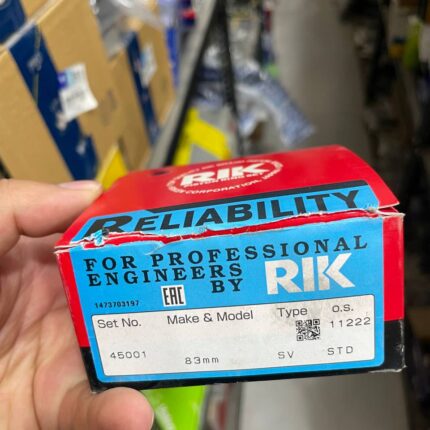 RIK
RELIABILITY
FOR PROFESSIONAL
ENGINEERS
BY RIK
1473703197 EAC
Set No. Make & Model Type o.s.
11222
45001 83mm SV STD